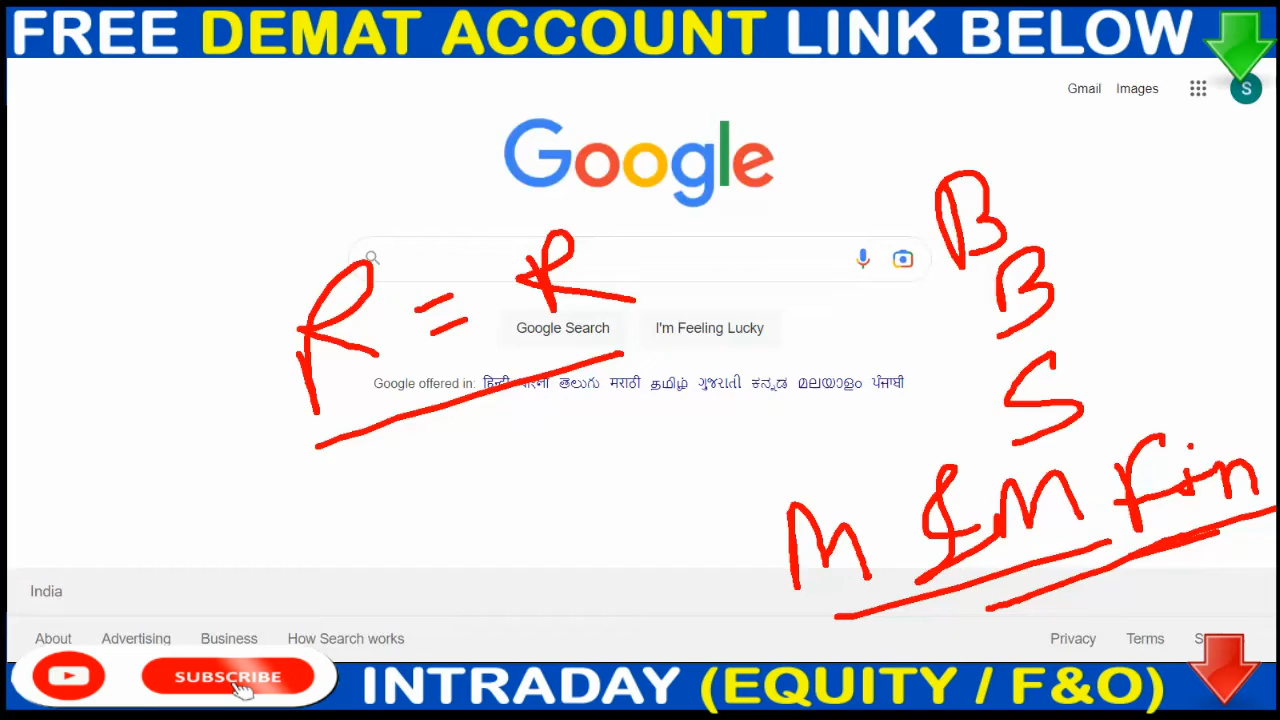 FREE DEMAT ACCOUNT LINK BELOW
Gmail Images
S
Google
B
R = R
B
Google Search I'm Feeling Lucky
Google offered in: हिन्दी বাংলা తెలుగు मराठी தமிழ் ગુજરાતી ಕನ್ನಡ മലയാളം ਪੰਜਾਬੀ
S
M & M Fin
India
About Advertising Business How Search works Privacy Terms
SUBSCRIBE
INTRADAY (EQUITY / F&O)